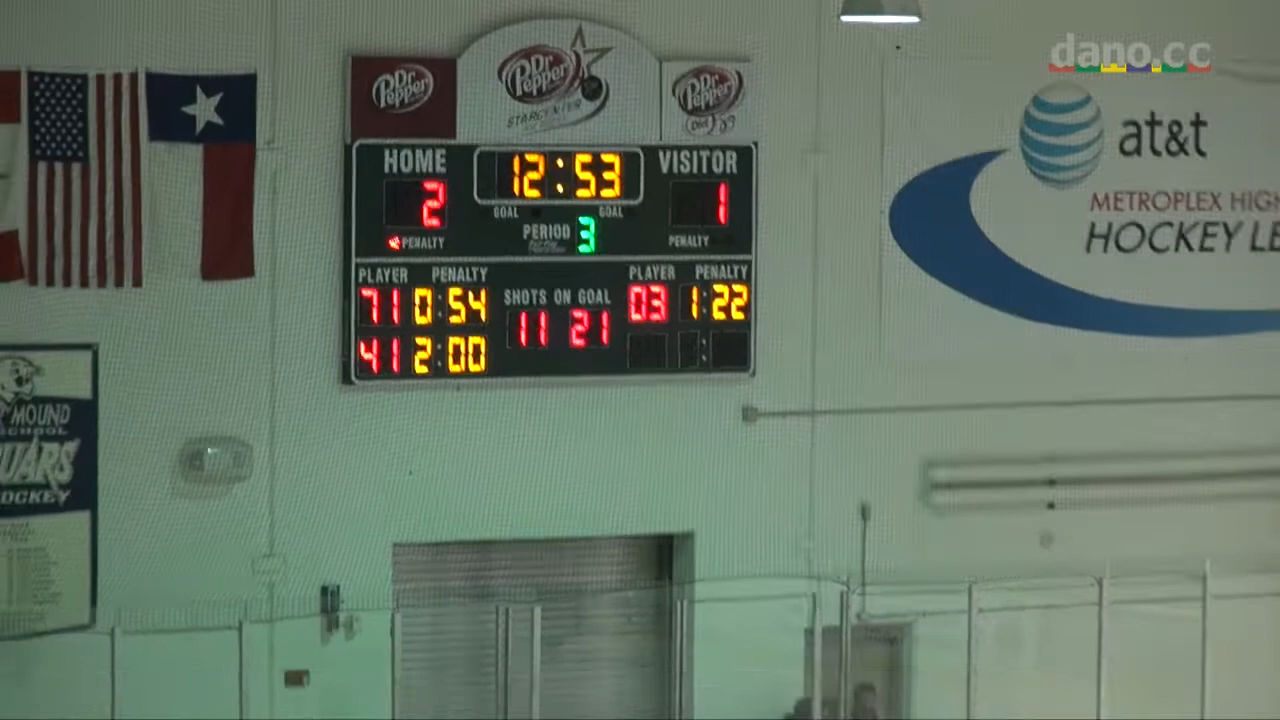 dano.cc
Dr Pepper
Dr Pepper
STARCENTER
Dr Pepper
Diet
at&t
METROPLEX HIGH
HOCKEY LE
HOME
12:53
VISITOR
2
GOAL
GOAL
1
PERIOD 3
PENALTY
PENALTY
PLAYER PENALTY
PLAYER PENALTY
71 0:54
SHOTS ON GOAL
03 1:22
11 21
41 2:00
MOUND
SCHOOL
UARS
OCKEY